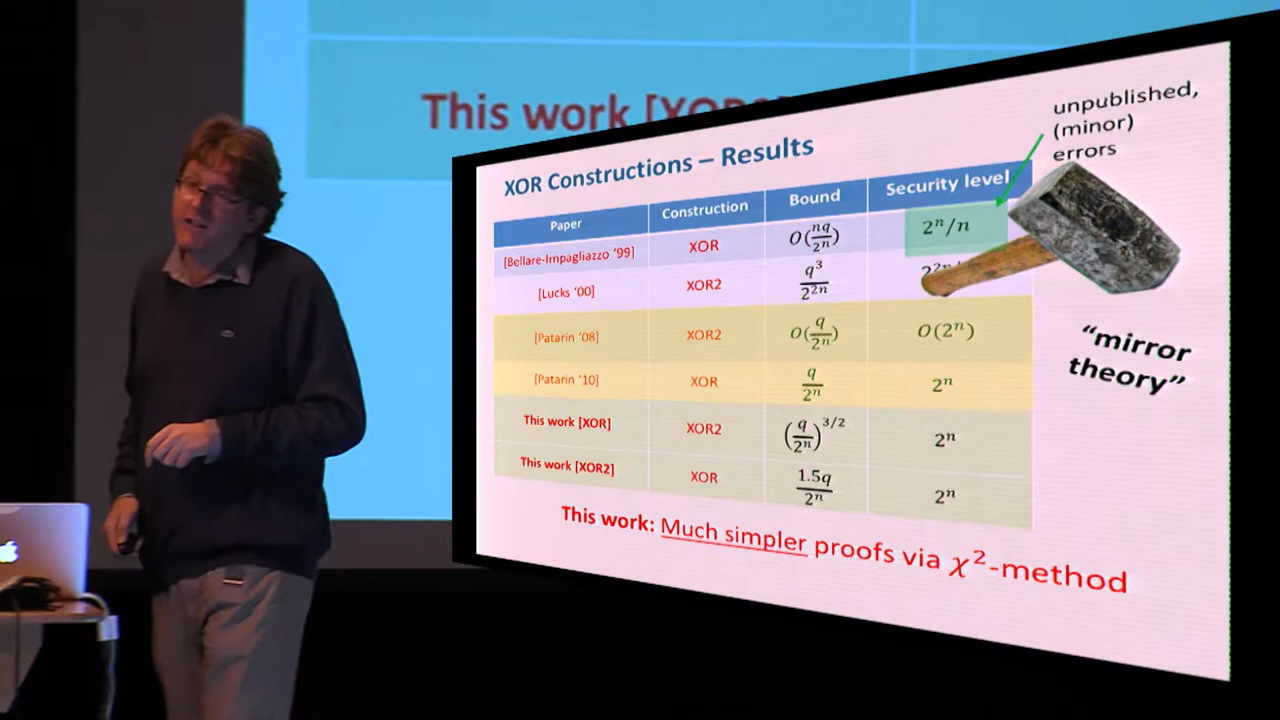 This work [XOR
XOR Constructions – Results
unpublished,
(minor)
errors
Paper Construction Bound Security level
[Bellare-Impagliazzo ‘99] XOR O(nq/2^n) 2^n/n
[Lucks ‘00] XOR2 q^3/2^{2n}
[Patarin ‘08] XOR2 O(q/2^n) O(2^n)
[Patarin ‘10] XOR q/2^n 2^n
This work [XOR] XOR2 (q/2^n)^{3/2} 2^n
This work [XOR2] XOR 1.5q/2^n 2^n
“mirror
theory”
This work: Much simpler proofs via χ²-method